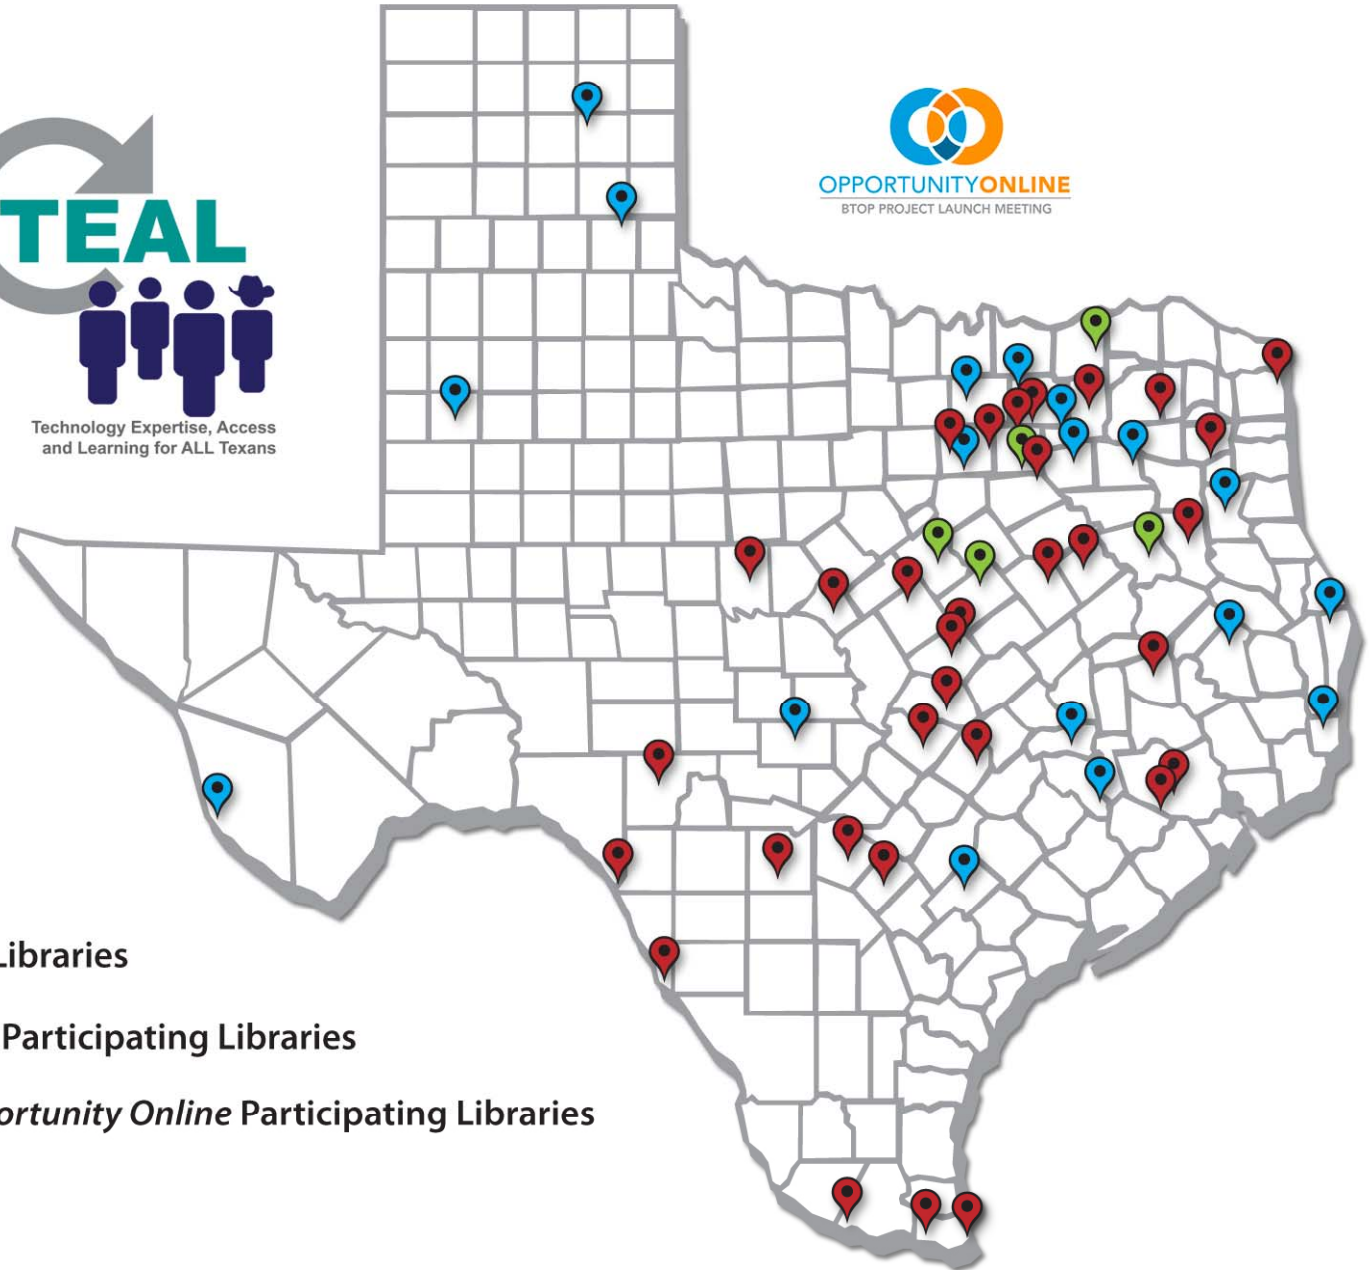 TEAL
Technology Expertise, Access
and Learning for ALL Texans
OPPORTUNITYONLINE
BTOP PROJECT LAUNCH MEETING
Libraries
Participating Libraries
ortunity Online Participating Libraries